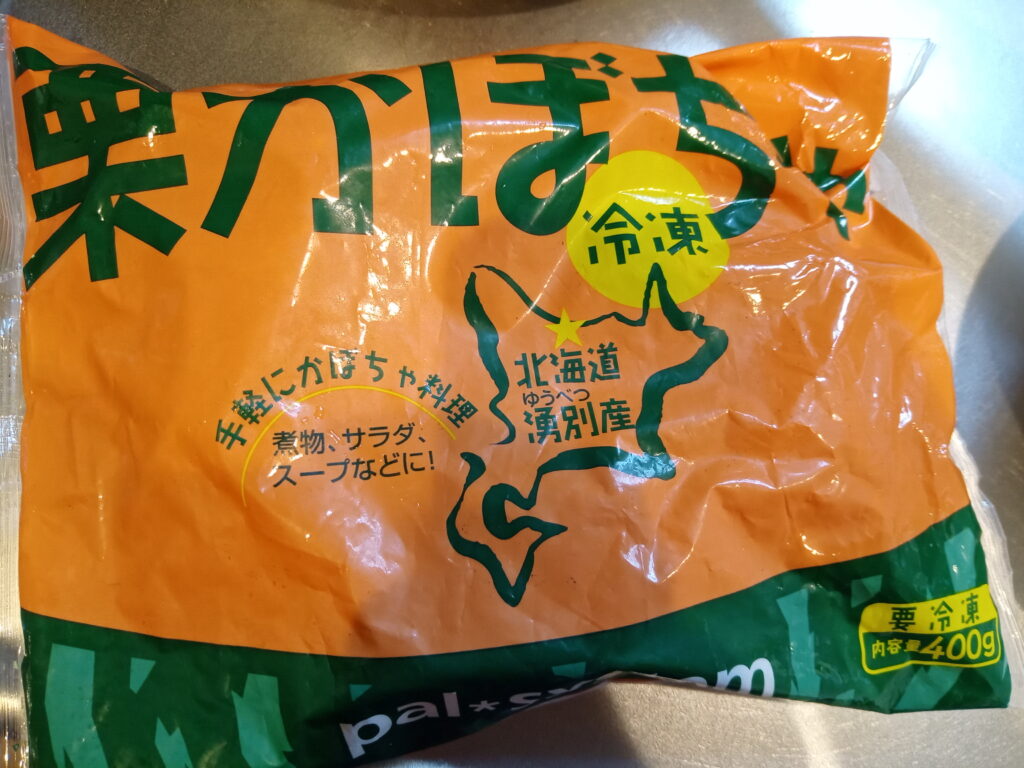 栗かぼちゃ
冷凍
北海道
ゆうべつ
湧別産
手軽にかぼちゃ料理
煮物、サラダ、
スープなどに!
要冷凍
内容量400g
pal*system